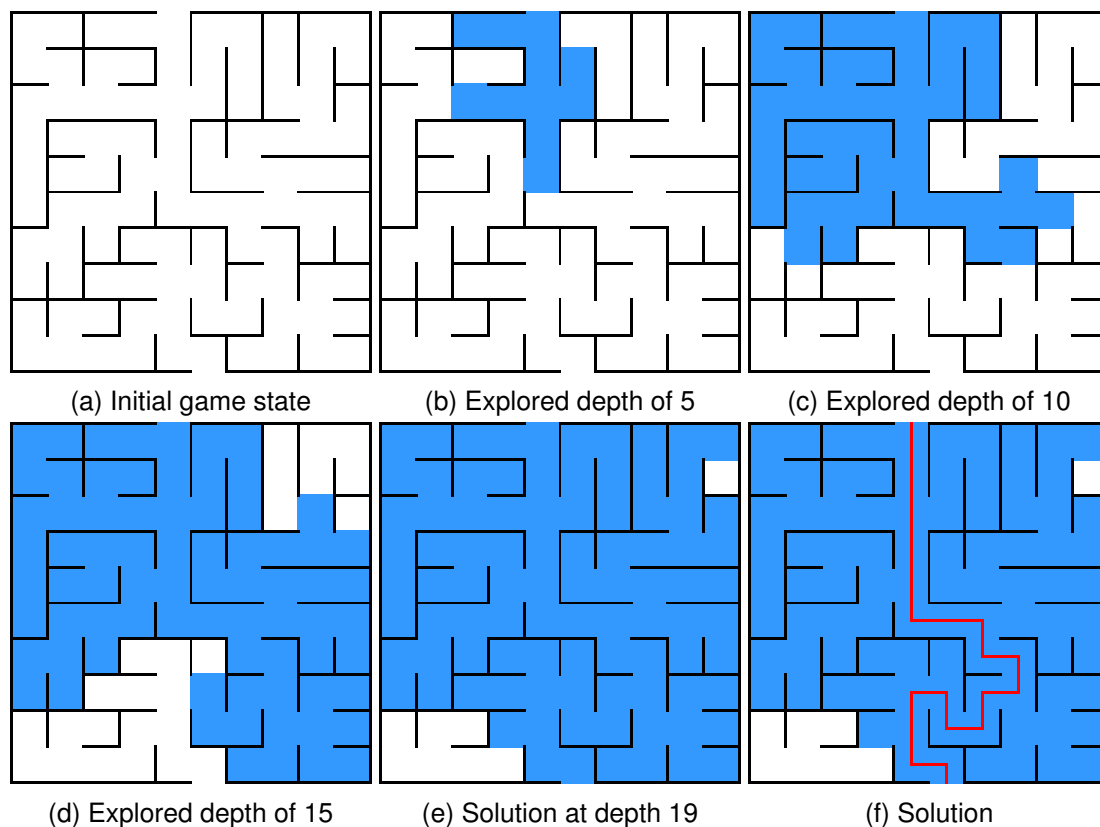 (a) Initial game state
(b) Explored depth of 5
(c) Explored depth of 10
(d) Explored depth of 15
(e) Solution at depth 19
(f) Solution